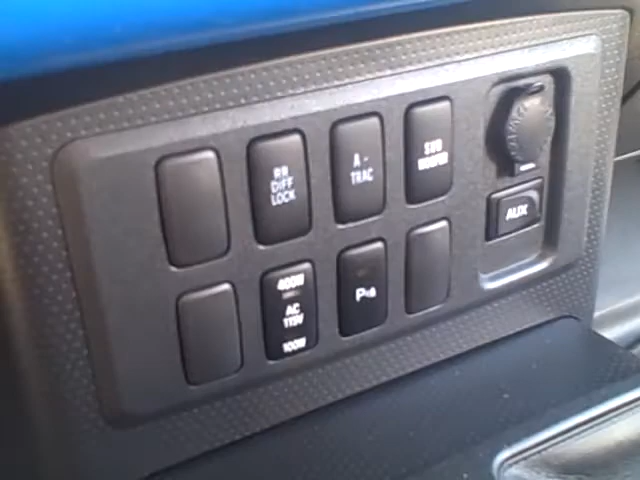 RR
DIFF
LOCK
A -
TRAC
SUB
WOOFER
AUX
400W
AC
115V
100W
P